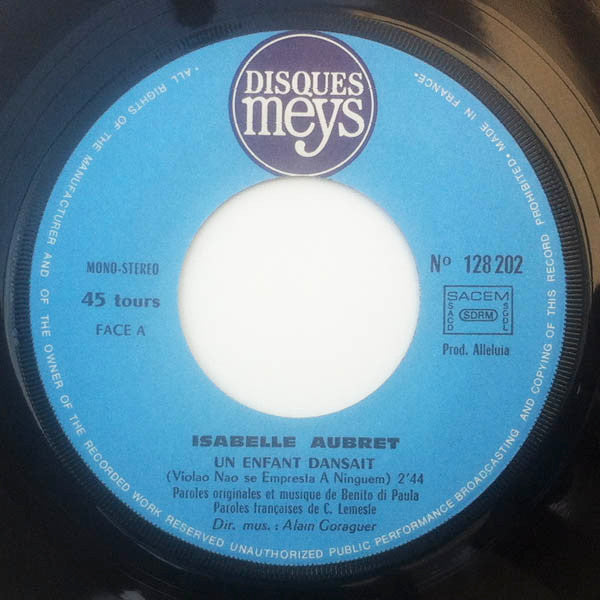 DISQUES
meys
• ALL RIGHTS OF THE MANUFACTURER AND OF THE OWNER OF THE RECORDED WORK RESERVED UNAUTHORIZED PUBLIC PERFORMANCE BROADCASTING AND COPYING OF THIS RECORD PROHIBITED • MADE IN FRANCE •
MONO-STEREO
45 tours
FACE A
Nº 128 202
SACEM
SACD
SDRM
SGDL
Prod. Alleluia
ISABELLE AUBRET
UN ENFANT DANSAIT
(Violao Nao se Empresta A Ninguem) 2'44
Paroles originales et musique de Benito di Paula
Paroles françaises de C. Lemesle
Dir. mus. : Alain Goraguer